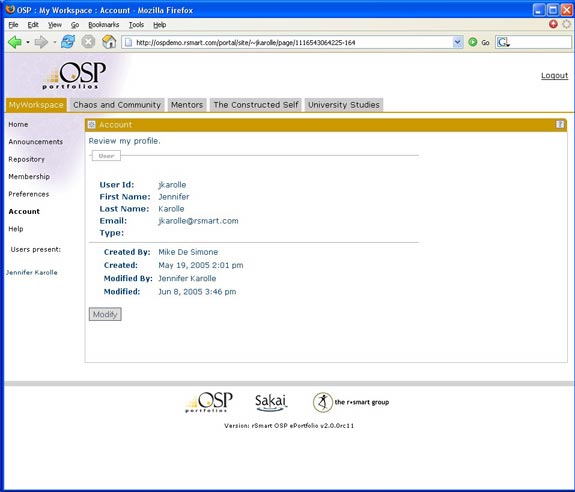 OSP : My Workspace : Account - Mozilla Firefox
File Edit View Go Bookmarks Tools Help
http://ospdemo.rsmart.com/portal/site/~jkarolle/page/1116543064225-164 Go G
OSP
portfolios
Logout
MyWorkspace Chaos and Community Mentors The Constructed Self University Studies
Home
Announcements
Repository
Membership
Preferences
Account
Help
Users present:
Jennifer Karolle
Account ?
Review my profile.
User
User Id: jkarolle
First Name: Jennifer
Last Name: Karolle
Email: jkarolle@rsmart.com
Type:
Created By: Mike De Simone
Created: May 19, 2005 2:01 pm
Modified By: Jennifer Karolle
Modified: Jun 8, 2005 3:46 pm
Modify
OSP portfolios Sakai the r•smart group
Version: rSmart OSP ePortfolio v2.0.0rc11